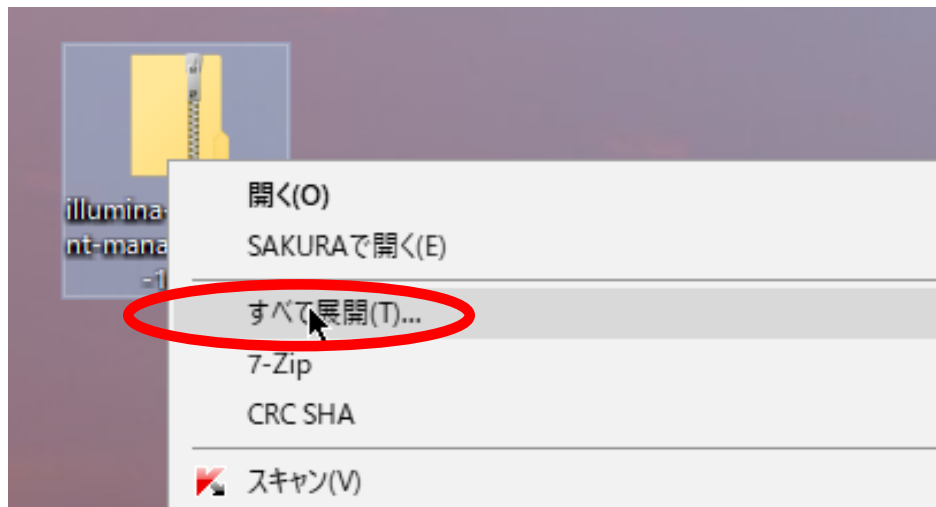 illumina-
nt-mana
-1
開く(O)
SAKURAで開く(E)
すべて展開(T)...
7-Zip
CRC SHA
スキャン(V)